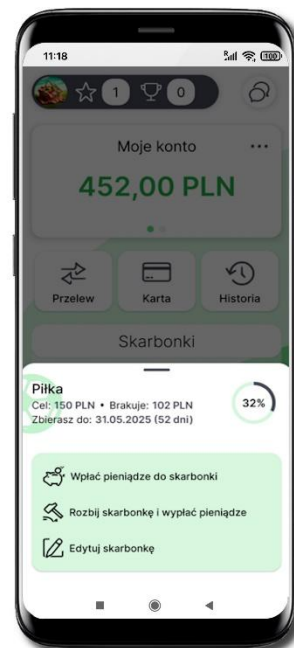 11:18
R
100
1
0
Moje konto
452,00 PLN
Przelew
Karta
Historia
Skarbonki
Piłka
Cel: 150 PLN • Brakuje: 102 PLN
Zbierasz do: 31.05.2025 (52 dni)
32%
Wpłać pieniądze do skarbonki
Rozbij skarbonkę i wypłać pieniądze
Edytuj skarbonkę